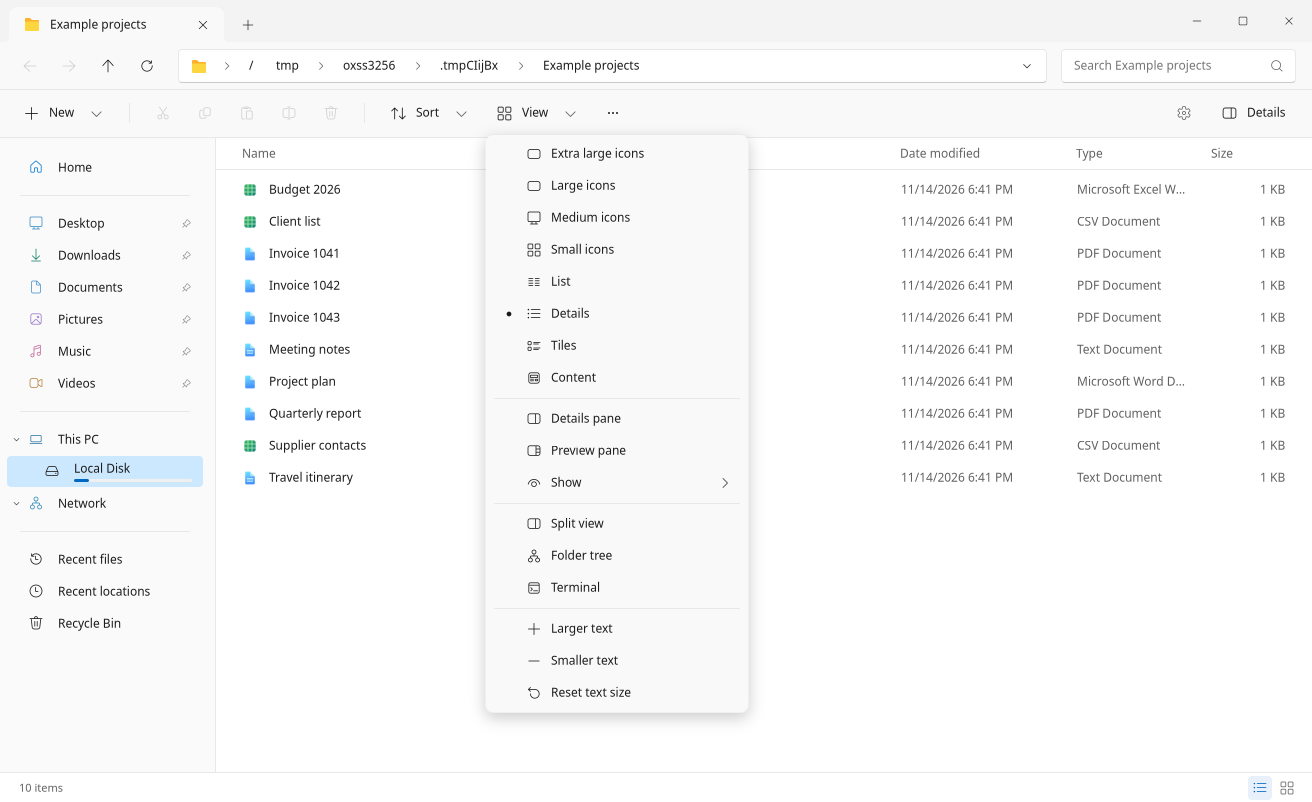 Example projects
/ tmp oxss3256 .tmpCIijBx Example projects
Search Example projects
New Sort View Details
Name Date modified Type Size
Home
Desktop
Downloads
Documents
Pictures
Music
Videos
This PC
Local Disk
Network
Recent files
Recent locations
Recycle Bin
Budget 2026 11/14/2026 6:41 PM Microsoft Excel W... 1 KB
Client list 11/14/2026 6:41 PM CSV Document 1 KB
Invoice 1041 11/14/2026 6:41 PM PDF Document 1 KB
Invoice 1042 11/14/2026 6:41 PM PDF Document 1 KB
Invoice 1043 11/14/2026 6:41 PM PDF Document 1 KB
Meeting notes 11/14/2026 6:41 PM Text Document 1 KB
Project plan 11/14/2026 6:41 PM Microsoft Word D... 1 KB
Quarterly report 11/14/2026 6:41 PM PDF Document 1 KB
Supplier contacts 11/14/2026 6:41 PM CSV Document 1 KB
Travel itinerary 11/14/2026 6:41 PM Text Document 1 KB
Extra large icons
Large icons
Medium icons
Small icons
List
Details
Tiles
Content
Details pane
Preview pane
Show
Split view
Folder tree
Terminal
Larger text
Smaller text
Reset text size
10 items